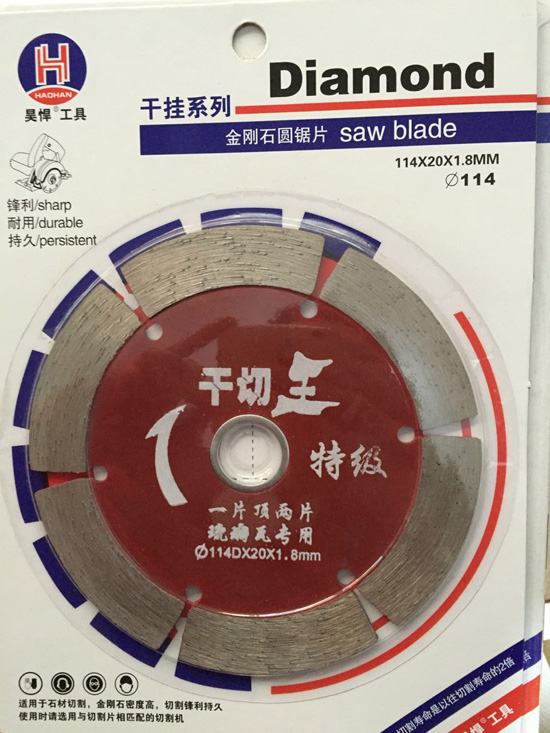 Diamond
HAOHAN
昊悍®工具
干挂系列
金刚石圆锯片 saw blade
114X20X1.8MM
∅114
锋利/sharp
耐用/durable
持久/persistent
干切王
特级
一片顶两片
琉璃瓦专用
∅114DX20X1.8mm
适用于石材切割，金刚石密度高，切割锋利持久
使用时请选用与切割片相匹配的切割机
切割寿命是以往切割寿命的2倍
昊悍®工具